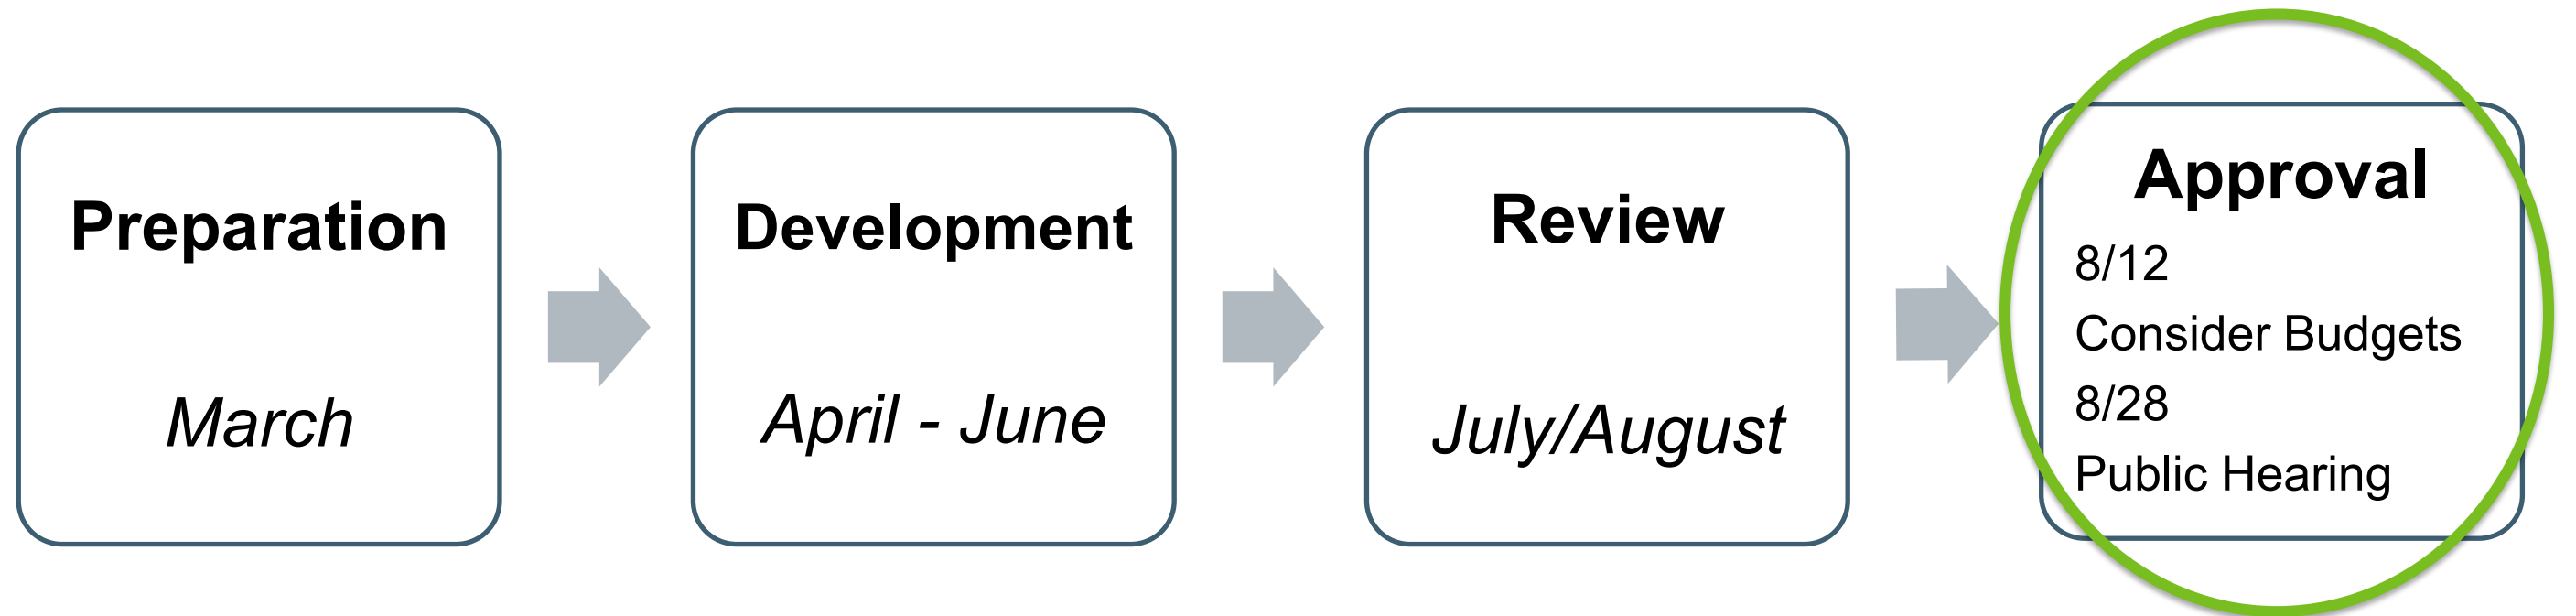 Preparation
March
Development
April - June
Review
July/August
Approval
8/12
Consider Budgets
8/28
Public Hearing